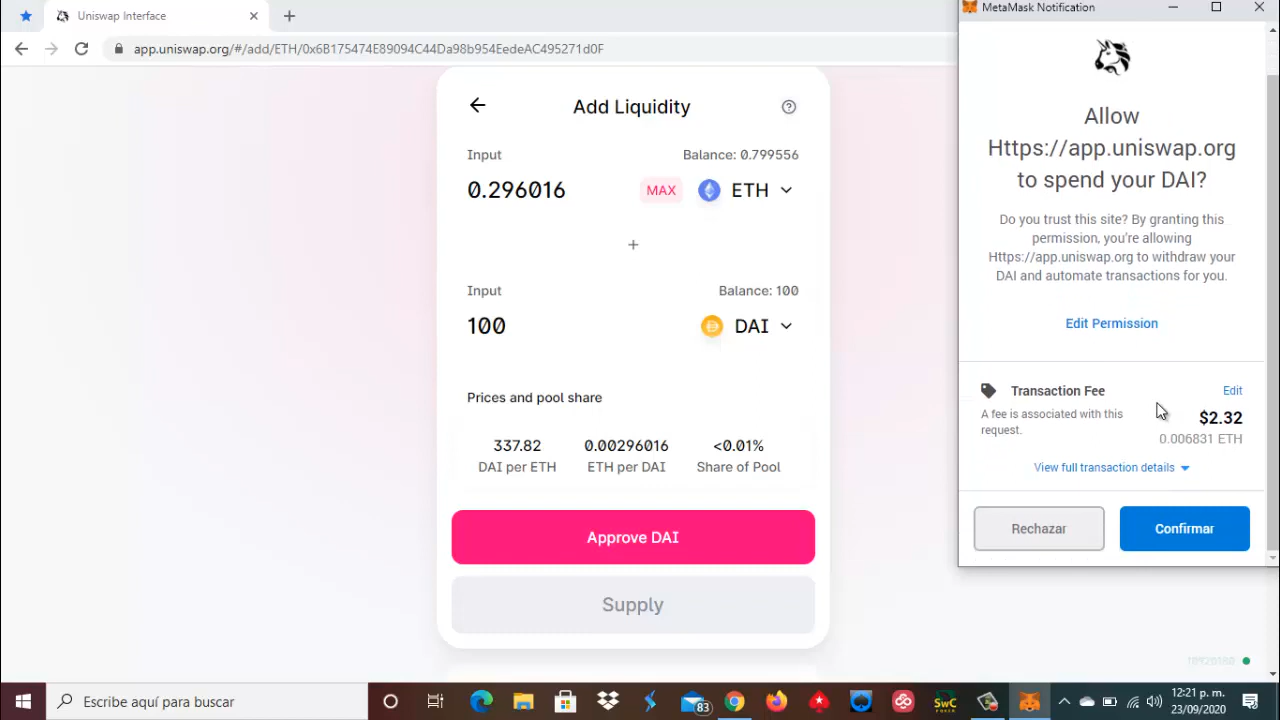 Uniswap Interface
app.uniswap.org/#/add/ETH/0x6B175474E89094C44Da98b954EedeAC495271d0F
Add Liquidity
Input
Balance: 0.799556
0.296016
MAX
ETH
+
Input
Balance: 100
100
DAI
Prices and pool share
337.82
0.00296016
<0.01%
DAI per ETH
ETH per DAI
Share of Pool
Approve DAI
Supply
10920180
MetaMask Notification
Allow
Https://app.uniswap.org
to spend your DAI?
Do you trust this site? By granting this
permission, you're allowing
Https://app.uniswap.org to withdraw your
DAI and automate transactions for you.
Edit Permission
Transaction Fee
Edit
A fee is associated with this
request.
$2.32
0.006831 ETH
View full transaction details
Rechazar
Confirmar
Escribe aquí para buscar
83
SwC
POKER
12:21 p. m.
23/09/2020